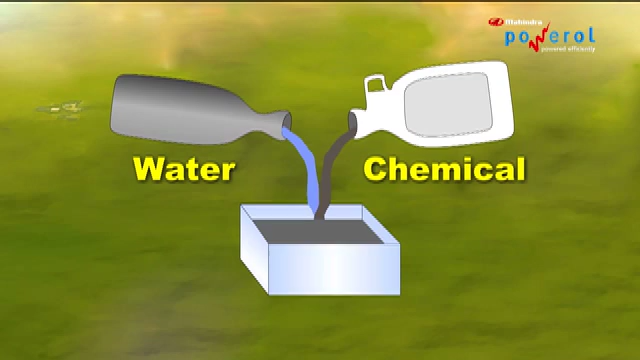 Mahindra
powerol
powered efficiently
Water
Chemical